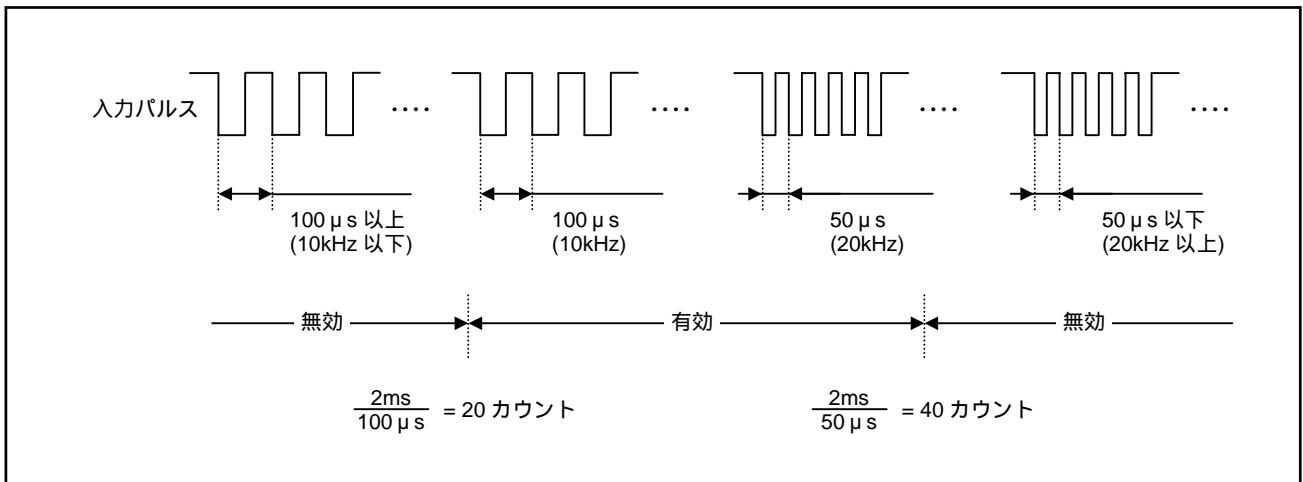 入力パルス
････ ････ ････ ････
100 μ s 以上
(10kHz 以下)
100 μ s
(10kHz)
50 μ s
(20kHz)
50 μ s 以下
(20kHz 以上)
無効 有効 無効
2ms
100 μ s
= 20 カウント
2ms
50 μ s
= 40 カウント